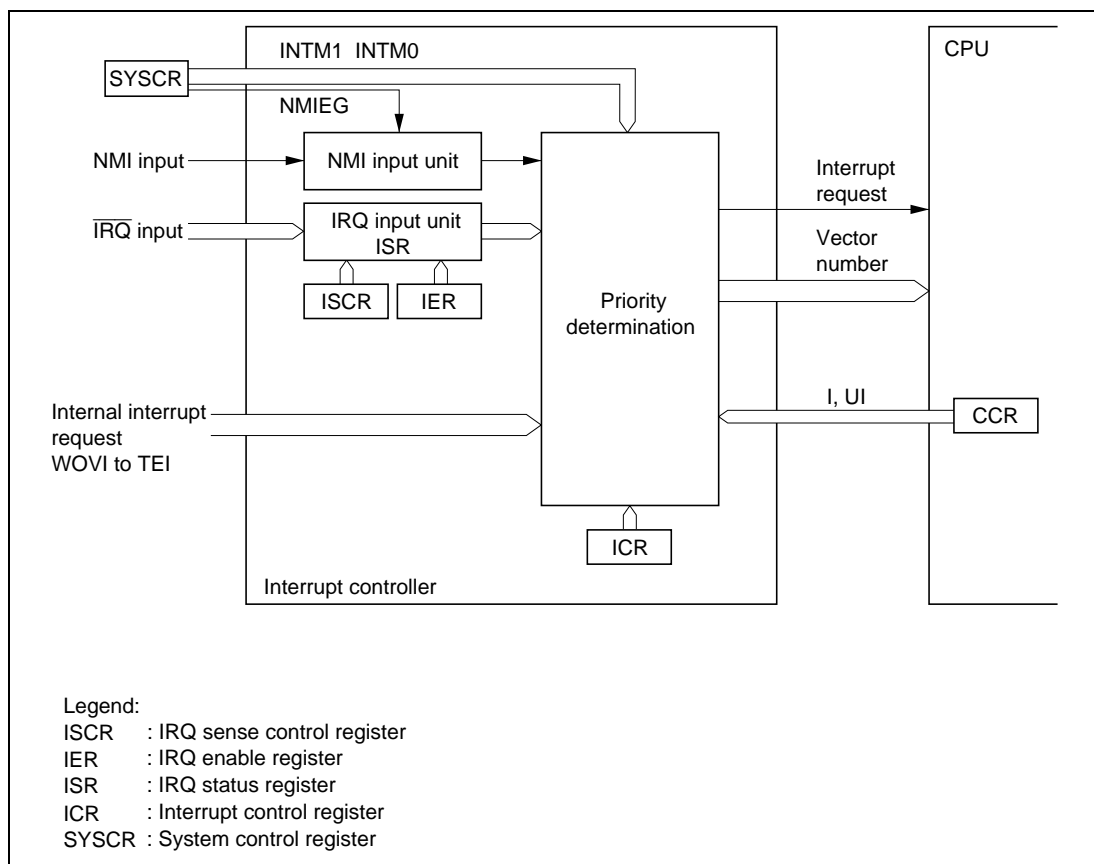 INTM1 INTM0
CPU
SYSCR
NMIEG
NMI input
NMI input unit
Interrupt
request
I̅R̅Q̅ input
IRQ input unit
ISR
Vector
number
ISCR
IER
Priority
determination
Internal interrupt
request
WOVI to TEI
I, UI
CCR
ICR
Interrupt controller
Legend:
ISCR : IRQ sense control register
IER : IRQ enable register
ISR : IRQ status register
ICR : Interrupt control register
SYSCR : System control register